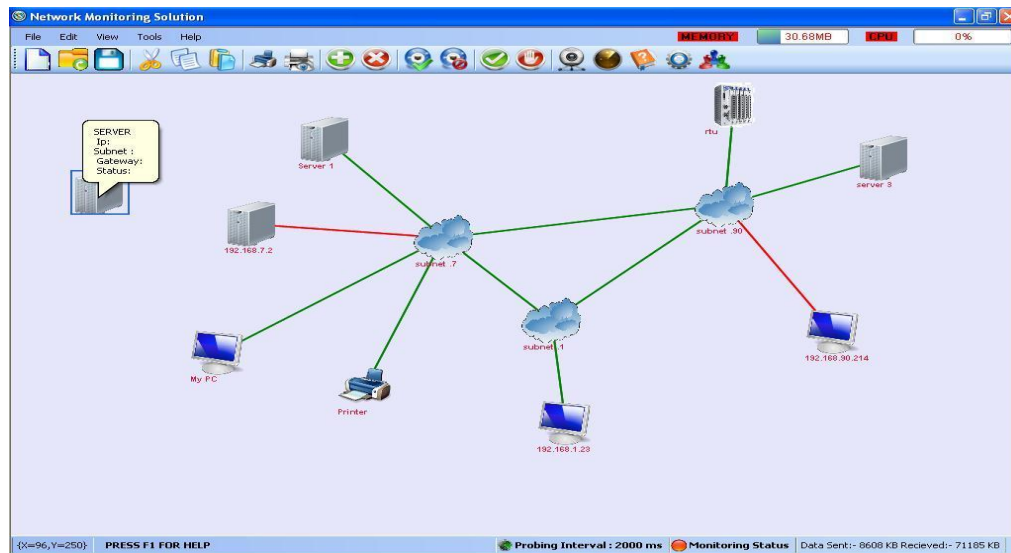 Network Monitoring Solution
File Edit View Tools Help
MEMORY 30.68MB CPU 0%
rtu
SERVER
Ip:
Subnet :
Gateway:
Status:
Server 1
server 3
192.168.7.2
subnet .90
subnet .7
subnet .1
192.168.90.214
My PC
Printer
192.168.1.23
{X=96,Y=250} PRESS F1 FOR HELP Probing Interval : 2000 ms Monitoring Status Data Sent:- 8608 KB Recieved:- 71185 KB